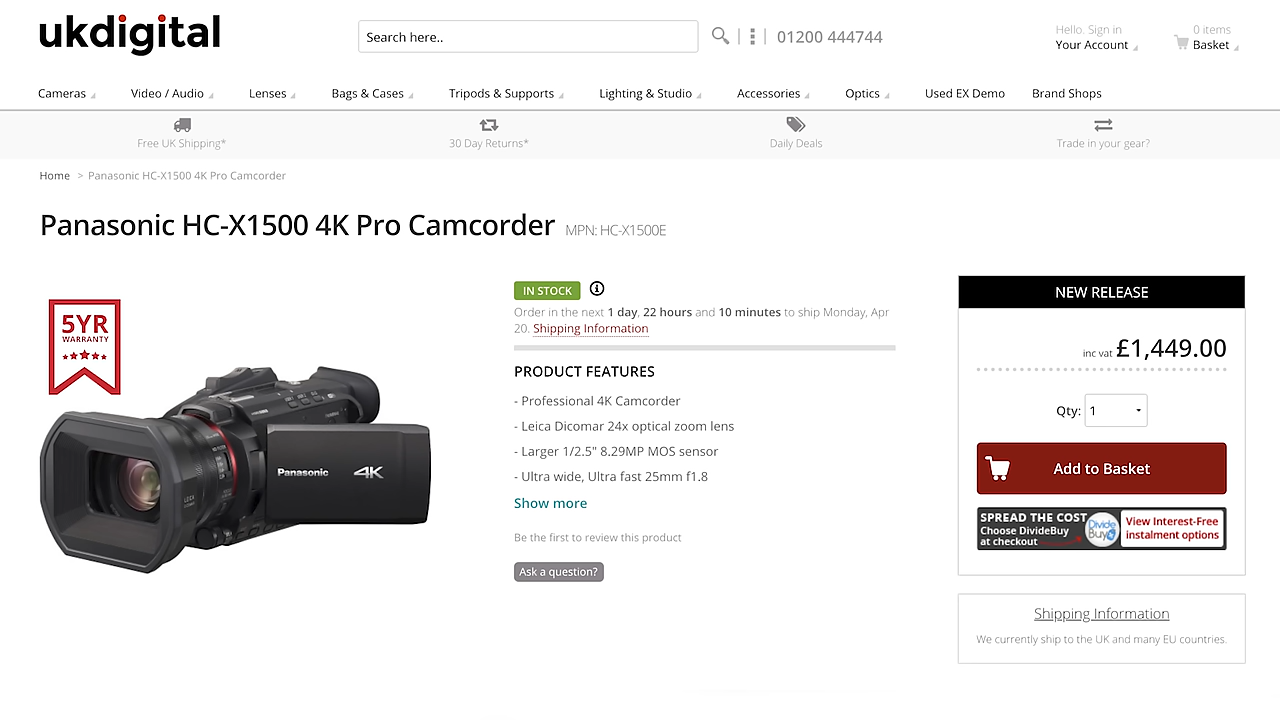 ukdigital
Search here..
01200 444744
Hello. Sign in
Your Account
0 items
Basket
Cameras
Video / Audio
Lenses
Bags & Cases
Tripods & Supports
Lighting & Studio
Accessories
Optics
Used EX Demo
Brand Shops
Free UK Shipping*
30 Day Returns*
Daily Deals
Trade in your gear?
Home > Panasonic HC-X1500 4K Pro Camcorder
Panasonic HC-X1500 4K Pro Camcorder MPN: HC-X1500E
5YR
WARRANTY
Panasonic 4K
IN STOCK
Order in the next 1 day, 22 hours and 10 minutes to ship Monday, Apr
20. Shipping Information
PRODUCT FEATURES
- Professional 4K Camcorder
- Leica Dicomar 24x optical zoom lens
- Larger 1/2.5" 8.29MP MOS sensor
- Ultra wide, Ultra fast 25mm f1.8
Show more
Be the first to review this product
Ask a question?
NEW RELEASE
inc vat £1,449.00
Qty: 1
Add to Basket
SPREAD THE COST
Choose DivideBuy
at checkout
Divide
Buy
View Interest-Free
instalment options
Shipping Information
We currently ship to the UK and many EU countries.